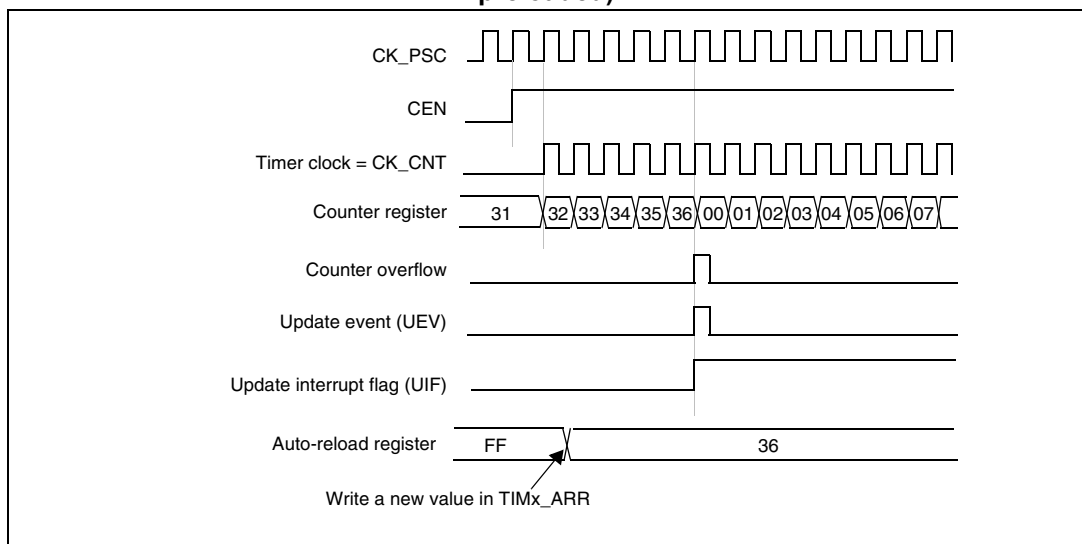 CK_PSC
CEN
Timer clock = CK_CNT
Counter register 31 32 33 34 35 36 00 01 02 03 04 05 06 07
Counter overflow
Update event (UEV)
Update interrupt flag (UIF)
Auto-reload register FF 36
Write a new value in TIMx_ARR